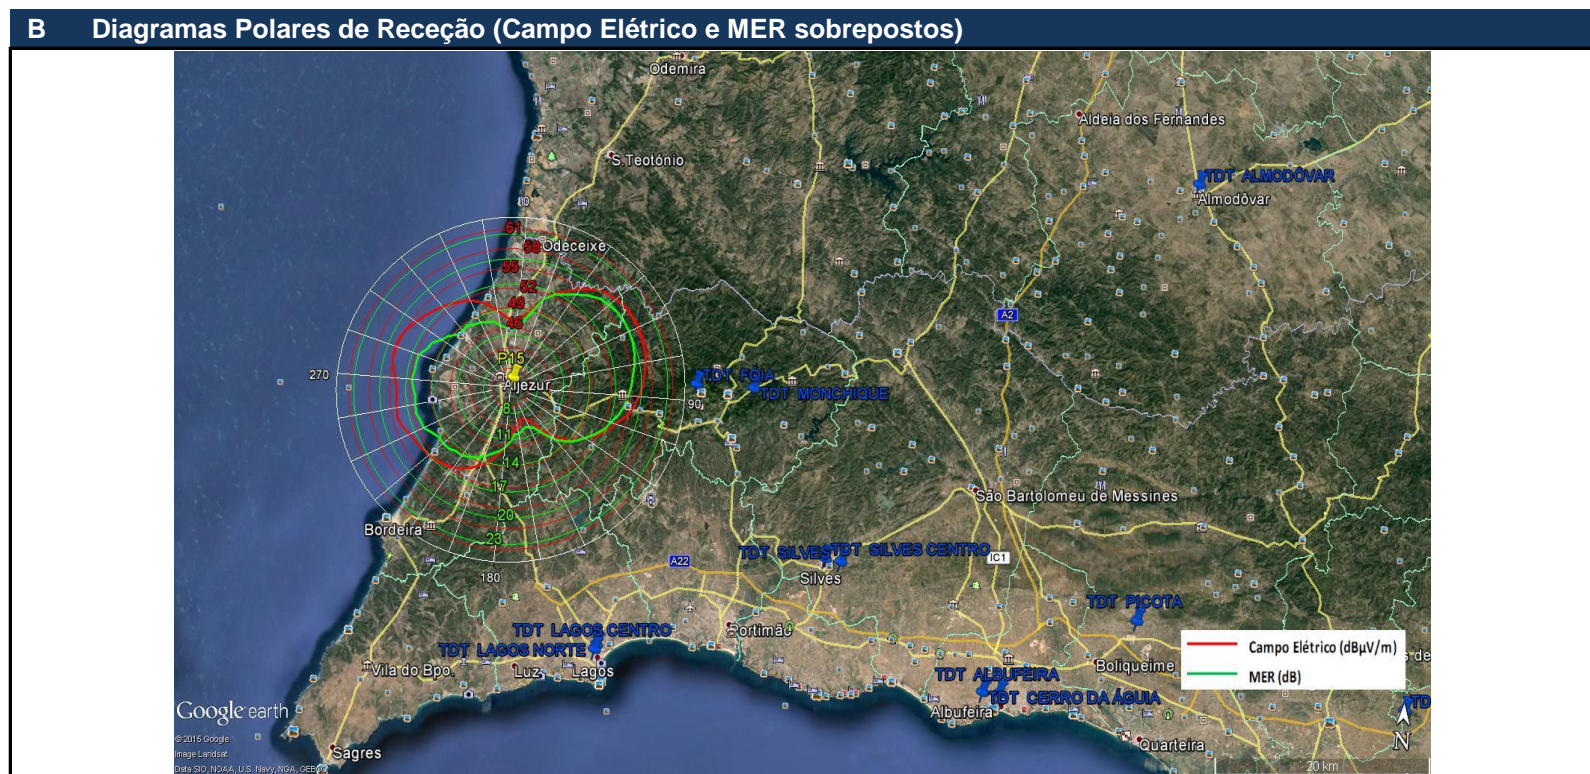 B Diagramas Polares de Receção (Campo Elétrico e MER sobrepostos)
Odemira
Aldeia dos Fernandes
S.Teotónio
TDT ALMODÔVAR
Almodôvar
0
61
58
Odeceixe
55
52
49
46
A2
P15
270
Aljezur
TDT FÓIA
TDT MONCHIQUE
90
8
11
14
17
20
23
180
São Bartolomeu de Messines
Bordeira
A22
TDT SILVES
TDT SILVES CENTRO
IC1
Silves
TDT PICOTA
TDT LAGOS CENTRO
Portimão
TDT LAGOS NORTE
Campo Elétrico (dBµV/m)
Vila do Bpo.
Luz
Lagos
TDT ALBUFEIRA
Boliqueime
s de
MER (dB)
TDT CERRO DA ÁGUIA
Albufeira
TD
Google earth
© 2015 Google
Image Landsat
Data SIO, NOAA, U.S. Navy, NGA, GEBCO
Sagres
Quarteira
N
20 km